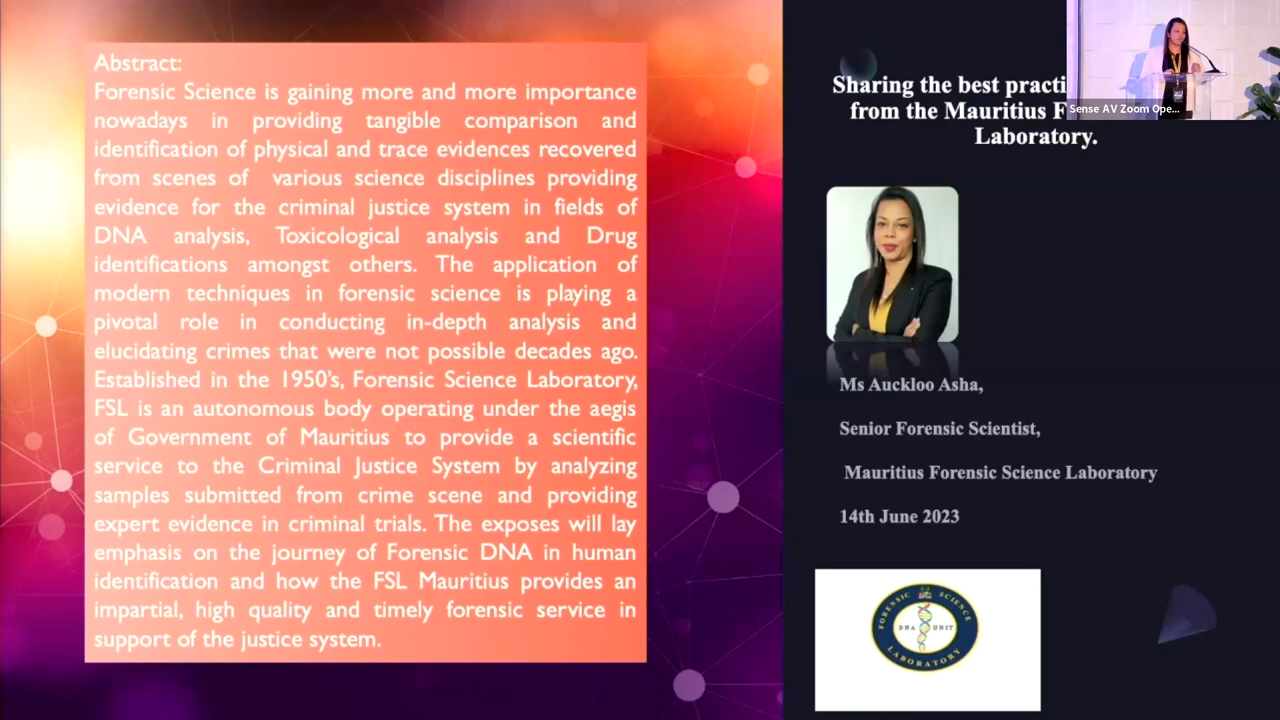 Abstract:
Forensic Science is gaining more and more importance
nowadays in providing tangible comparison and
identification of physical and trace evidences recovered
from scenes of various science disciplines providing
evidence for the criminal justice system in fields of
DNA analysis, Toxicological analysis and Drug
identifications amongst others. The application of
modern techniques in forensic science is playing a
pivotal role in conducting in-depth analysis and
elucidating crimes that were not possible decades ago.
Established in the 1950's, Forensic Science Laboratory,
FSL is an autonomous body operating under the aegis
of Government of Mauritius to provide a scientific
service to the Criminal Justice System by analyzing
samples submitted from crime scene and providing
expert evidence in criminal trials. The exposes will lay
emphasis on the journey of Forensic DNA in human
identification and how the FSL Mauritius provides an
impartial, high quality and timely forensic service in
support of the justice system.
Sharing the best practi
from the Mauritius F
Laboratory.
Sense AV Zoom Ope...
Ms Auckloo Asha,
Senior Forensic Scientist,
Mauritius Forensic Science Laboratory
14th June 2023
FORENSIC SCIENCE
DNA UNIT
LABORATORY